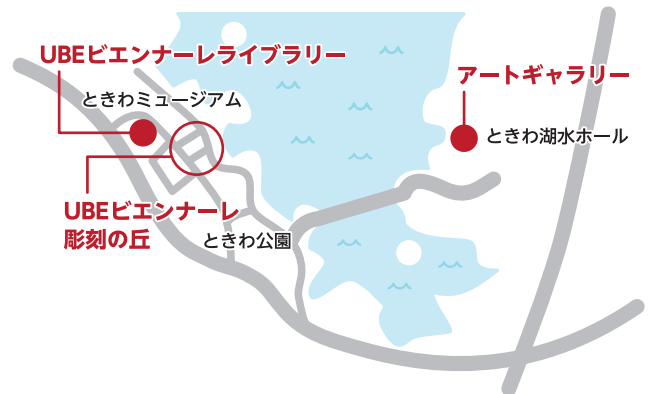 UBEビエンナーレライブラリー
アートギャラリー
ときわミュージアム
ときわ湖水ホール
UBEビエンナーレ
彫刻の丘
ときわ公園